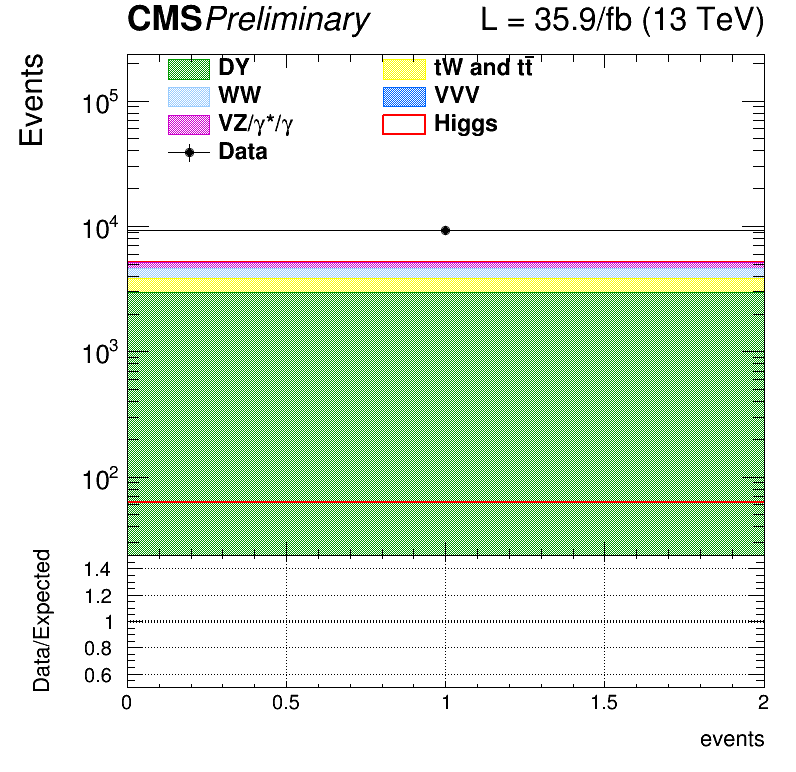 CMS Preliminary L = 35.9/fb (13 TeV)
Events
DY tW and tt̄
WW VVV
VZ/γ*/γ Higgs
Data
10⁵
10⁴
10³
10²
Data/Expected
1.4
1.2
1
0.8
0.6
0 0.5 1 1.5 2
events